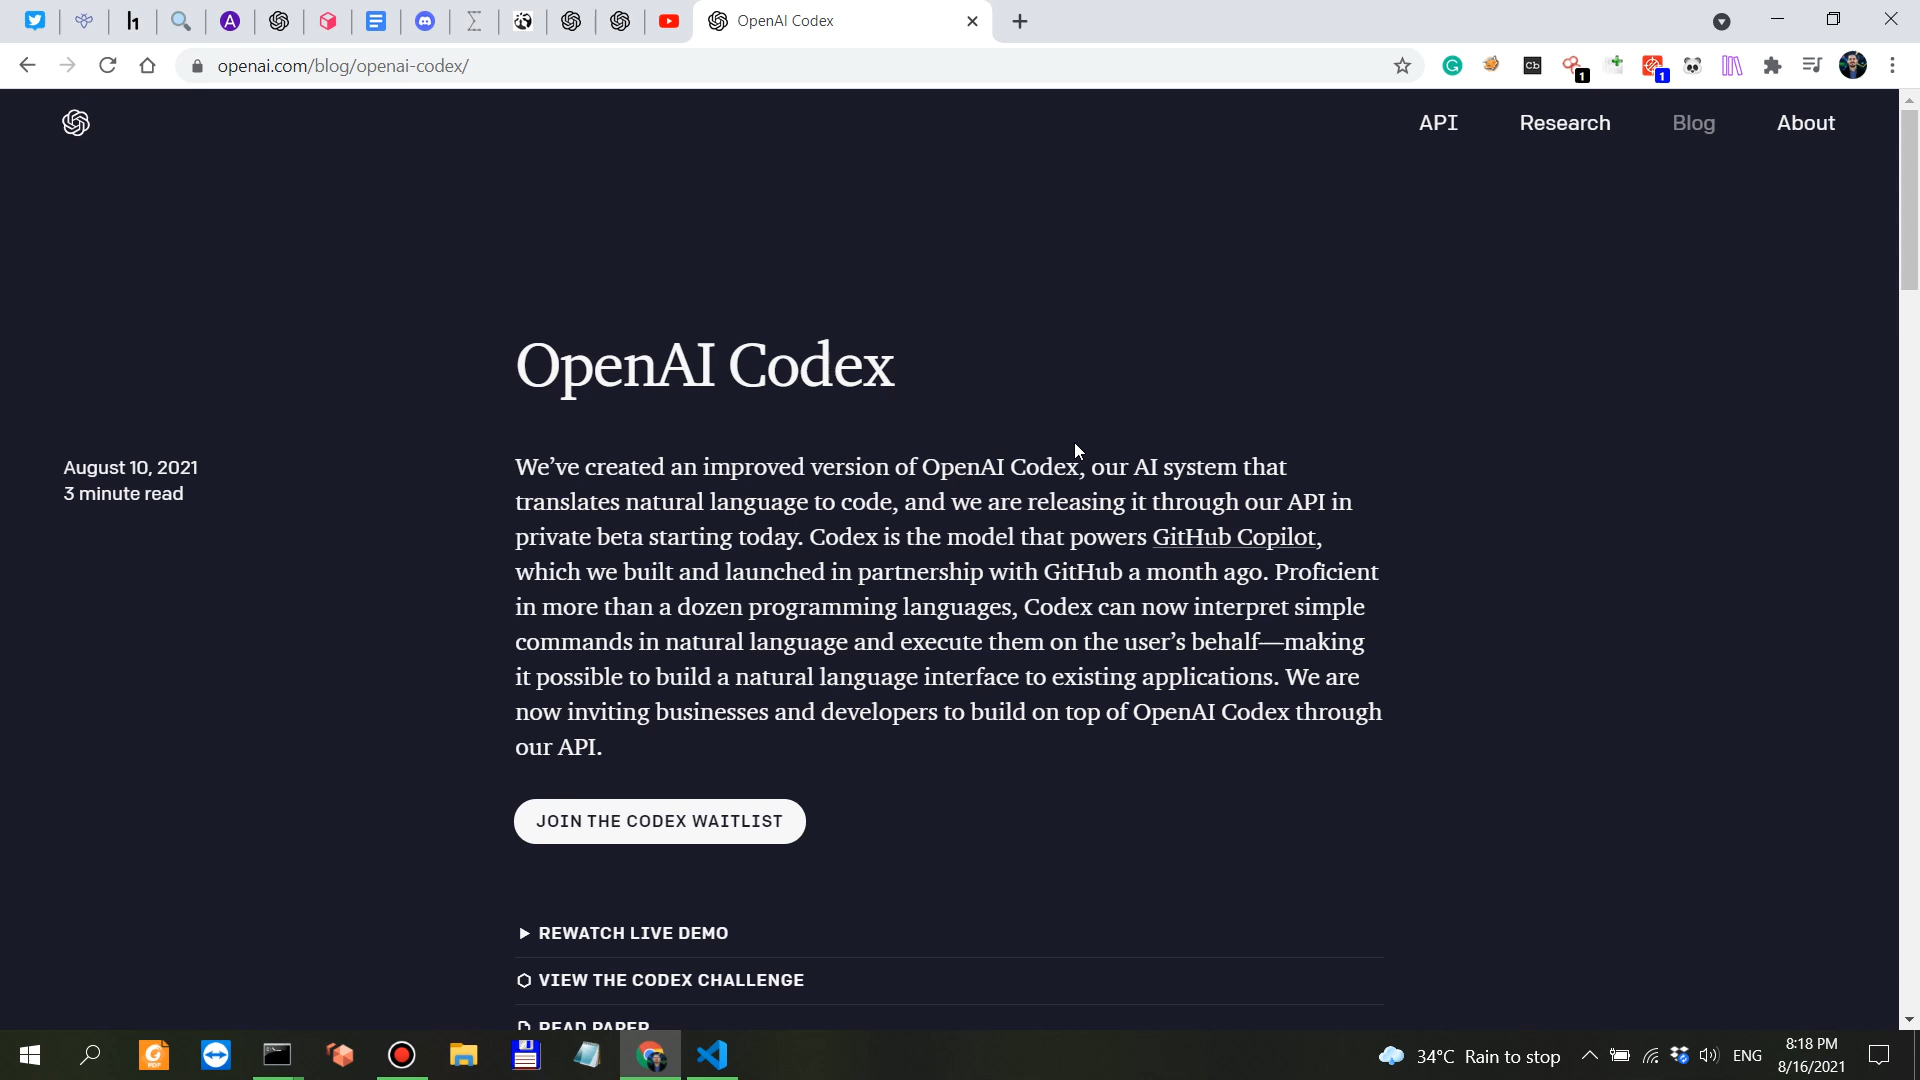 OpenAI Codex
openai.com/blog/openai-codex/
1
1
API
Research
Blog
About
OpenAI Codex
August 10, 2021
3 minute read
We’ve created an improved version of OpenAI Codex, our AI system that
translates natural language to code, and we are releasing it through our API in
private beta starting today. Codex is the model that powers GitHub Copilot,
which we built and launched in partnership with GitHub a month ago. Proficient
in more than a dozen programming languages, Codex can now interpret simple
commands in natural language and execute them on the user’s behalf—making
it possible to build a natural language interface to existing applications. We are
now inviting businesses and developers to build on top of OpenAI Codex through
our API.
JOIN THE CODEX WAITLIST
REWATCH LIVE DEMO
VIEW THE CODEX CHALLENGE
READ PAPER
34°C Rain to stop
ENG
8:18 PM
8/16/2021